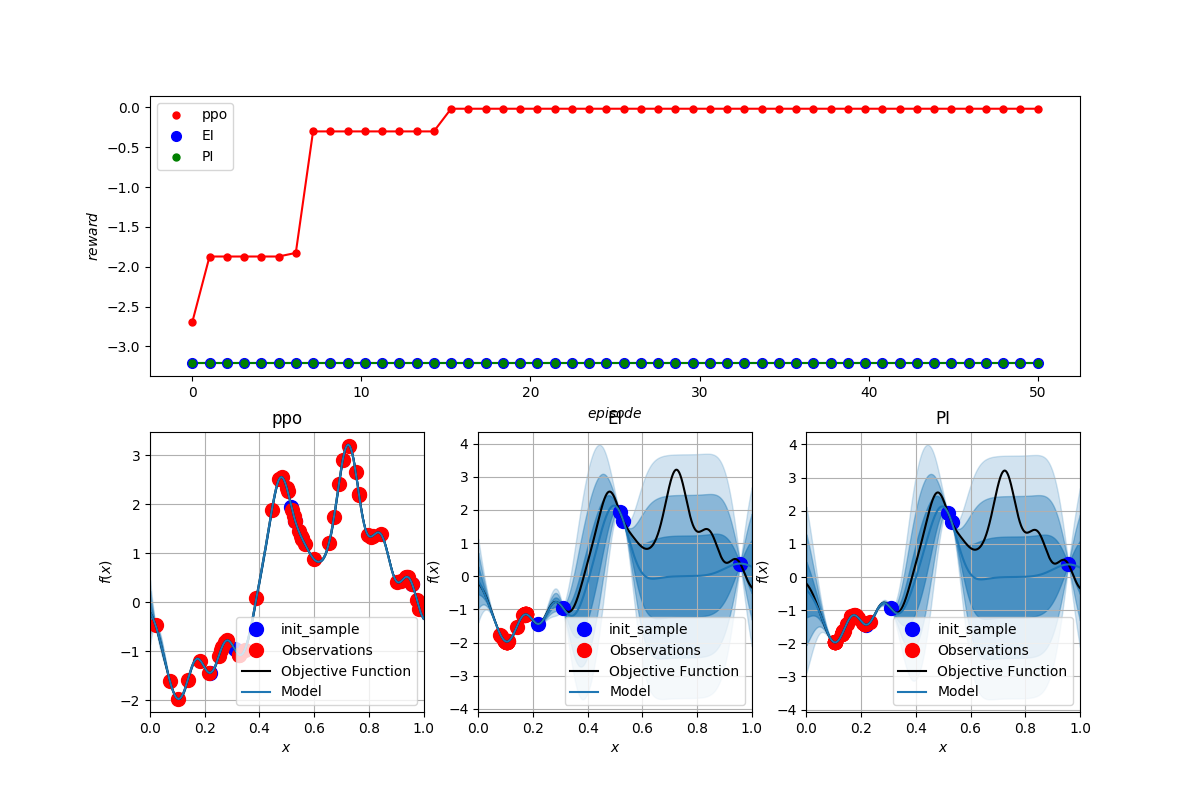 ppo
EI
PI
0.0
−0.5
−1.0
−1.5
−2.0
−2.5
−3.0
reward
0 10 20 30 40 50
episode
ppo
3
2
1
0
−1
−2
f(x)
init_sample
Observations
Objective Function
Model
0.0 0.2 0.4 0.6 0.8 1.0
x
EI
4
3
2
1
0
−1
−2
−3
−4
f(x)
init_sample
Observations
Objective Function
Model
0.0 0.2 0.4 0.6 0.8 1.0
x
PI
4
3
2
1
0
−1
−2
−3
−4
f(x)
init_sample
Observations
Objective Function
Model
0.0 0.2 0.4 0.6 0.8 1.0
x